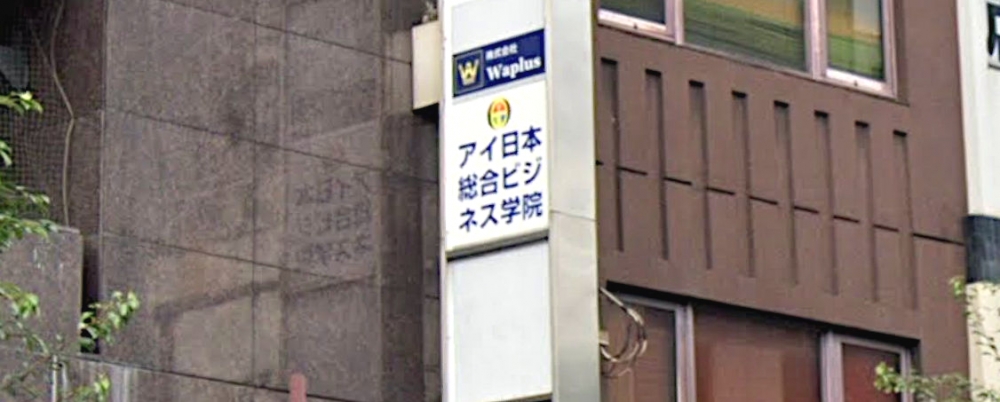 株式会社
Waplus
アイ日本
総合ビジ
ネス学院